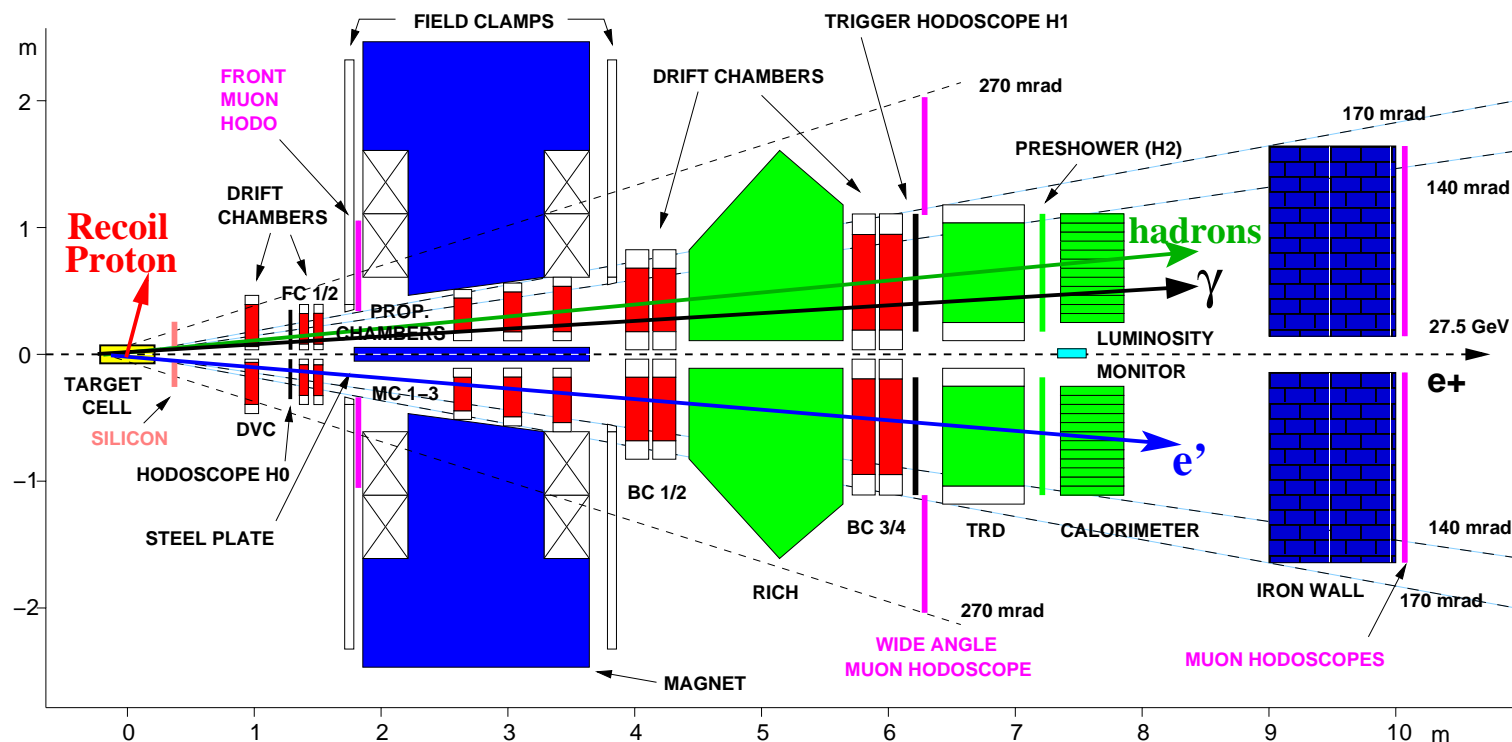 FIELD CLAMPS
TRIGGER HODOSCOPE H1
m
FRONT
MUON
HODO
DRIFT CHAMBERS
270 mrad
2
170 mrad
PRESHOWER (H2)
DRIFT
CHAMBERS
140 mrad
1
Recoil
Proton
hadrons
FC 1/2
γ
PROP.
CHAMBERS
27.5 GeV
0
LUMINOSITY
MONITOR
e+
TARGET
CELL
MC 1–3
SILICON
DVC
HODOSCOPE H0
e’
–1
BC 1/2
STEEL PLATE
BC 3/4
TRD
CALORIMETER
140 mrad
RICH
IRON WALL
170 mrad
–2
270 mrad
WIDE ANGLE
MUON HODOSCOPE
MUON HODOSCOPES
MAGNET
0 1 2 3 4 5 6 7 8 9 10 m